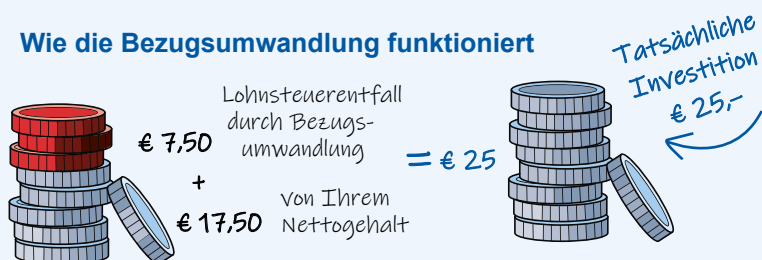 Wie die Bezugsumwandlung funktioniert
Tatsächliche
Investition
€ 25,-
€ 7,50
Lohnsteuerentfall
durch Bezugs-
umwandlung
+
€ 17,50
von Ihrem
Nettogehalt
= € 25